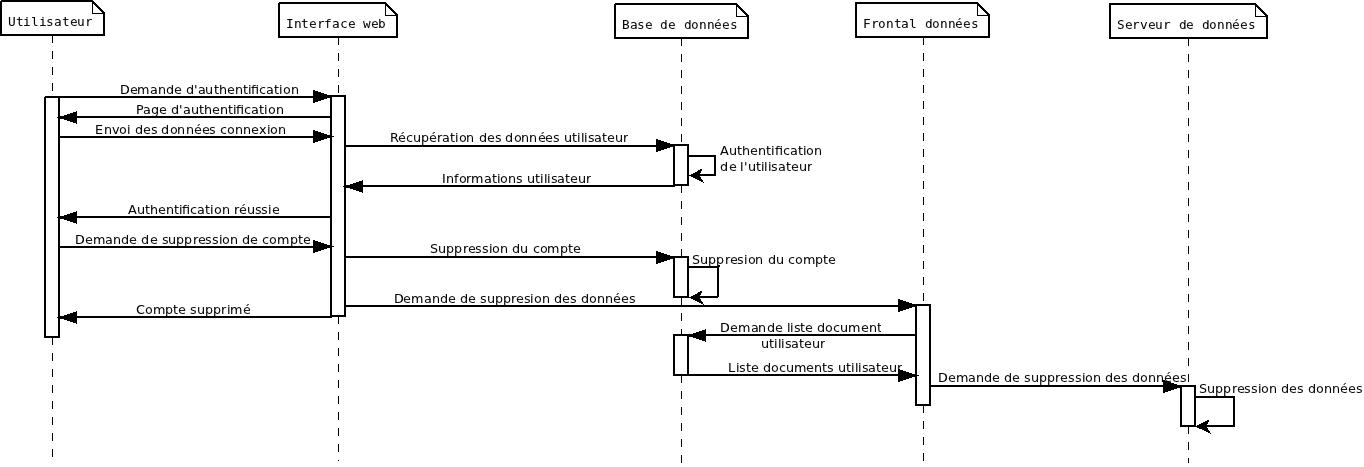 Utilisateur
Interface web
Base de données
Frontal données
Serveur de données
Demande d'authentification
Page d'authentification
Envoi des données connexion
Récupération des données utilisateur
Authentification
de l'utilisateur
Informations utilisateur
Authentification réussie
Demande de suppression de compte
Suppression du compte
Suppresion du compte
Demande de suppresion des données
Compte supprimé
Demande liste document
utilisateur
Liste documents utilisateur
Demande de suppression des données
Suppression des données